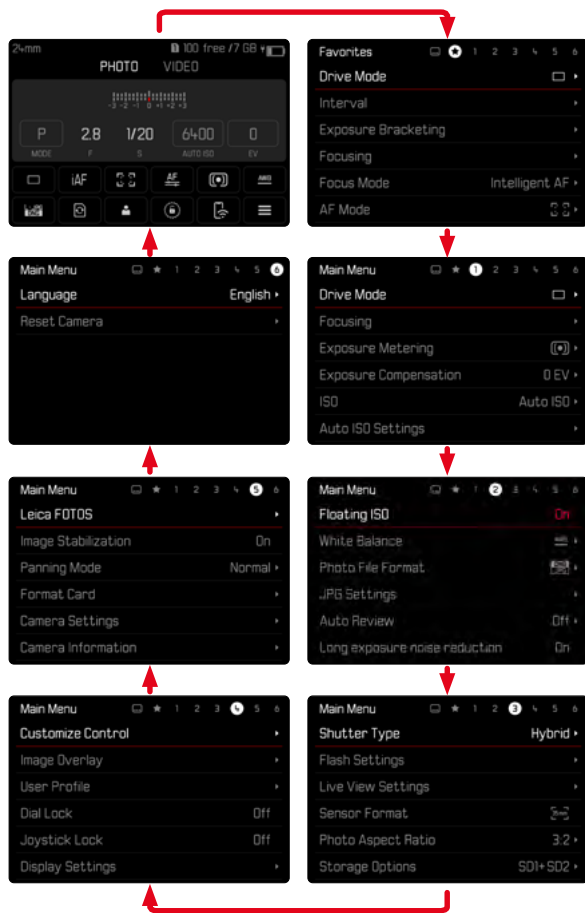 24mm 100 free /7 GB
PHOTO VIDEO
-3 -2 -1 0 +1 +2 +3
P 2.8 1/20 6400 0
MODE F S AUTO ISO EV
iAF AF AWB
Favorites 1 2 3 4 5 6
Drive Mode
Interval
Exposure Bracketing
Focusing
Focus Mode Intelligent AF
AF Mode
Main Menu 1 2 3 4 5 6
Language English
Reset Camera
Main Menu 1 2 3 4 5 6
Drive Mode
Focusing
Exposure Metering
Exposure Compensation 0 EV
ISO Auto ISO
Auto ISO Settings
Main Menu 1 2 3 4 5 6
Leica FOTOS
Image Stabilization On
Panning Mode Normal
Format Card
Camera Settings
Camera Information
Main Menu 1 2 3 4 5 6
Floating ISO On
White Balance
Photo File Format
JPG Settings
Auto Review Off
Long exposure noise reduction On
Main Menu 1 2 3 4 5 6
Customize Control
Image Overlay
User Profile
Dial Lock Off
Joystick Lock Off
Display Settings
Main Menu 1 2 3 4 5 6
Shutter Type Hybrid
Flash Settings
Live View Settings
Sensor Format
Photo Aspect Ratio 3:2
Storage Options SD1+SD2